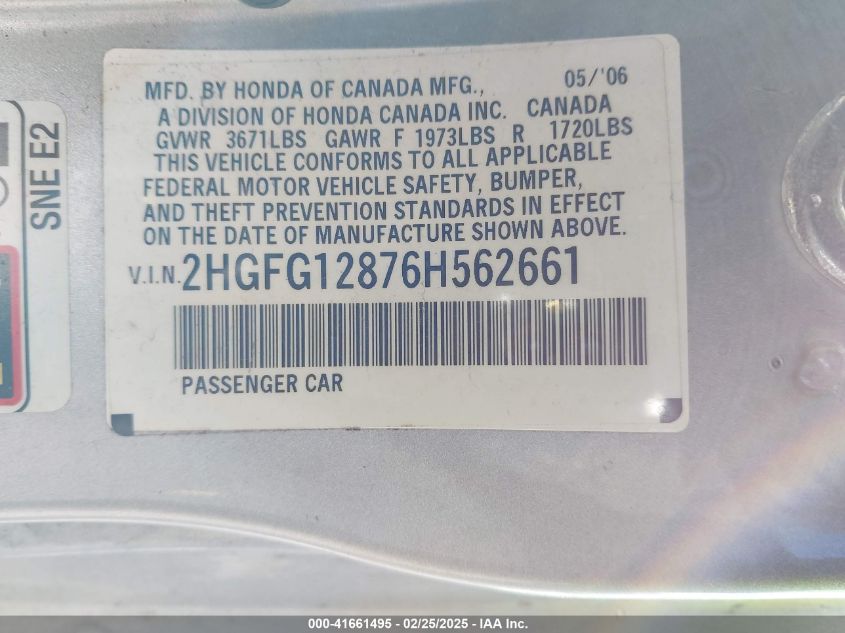 MFD. BY HONDA OF CANADA MFG., 05/'06
A DIVISION OF HONDA CANADA INC. CANADA
GVWR 3671LBS GAWR F 1973LBS R 1720LBS
THIS VEHICLE CONFORMS TO ALL APPLICABLE
FEDERAL MOTOR VEHICLE SAFETY, BUMPER,
AND THEFT PREVENTION STANDARDS IN EFFECT
ON THE DATE OF MANUFACTURE SHOWN ABOVE.
V.I.N. 2HGFG12876H562661
PASSENGER CAR
SNE E2
000-41661495 - 02/25/2025 - IAA Inc.